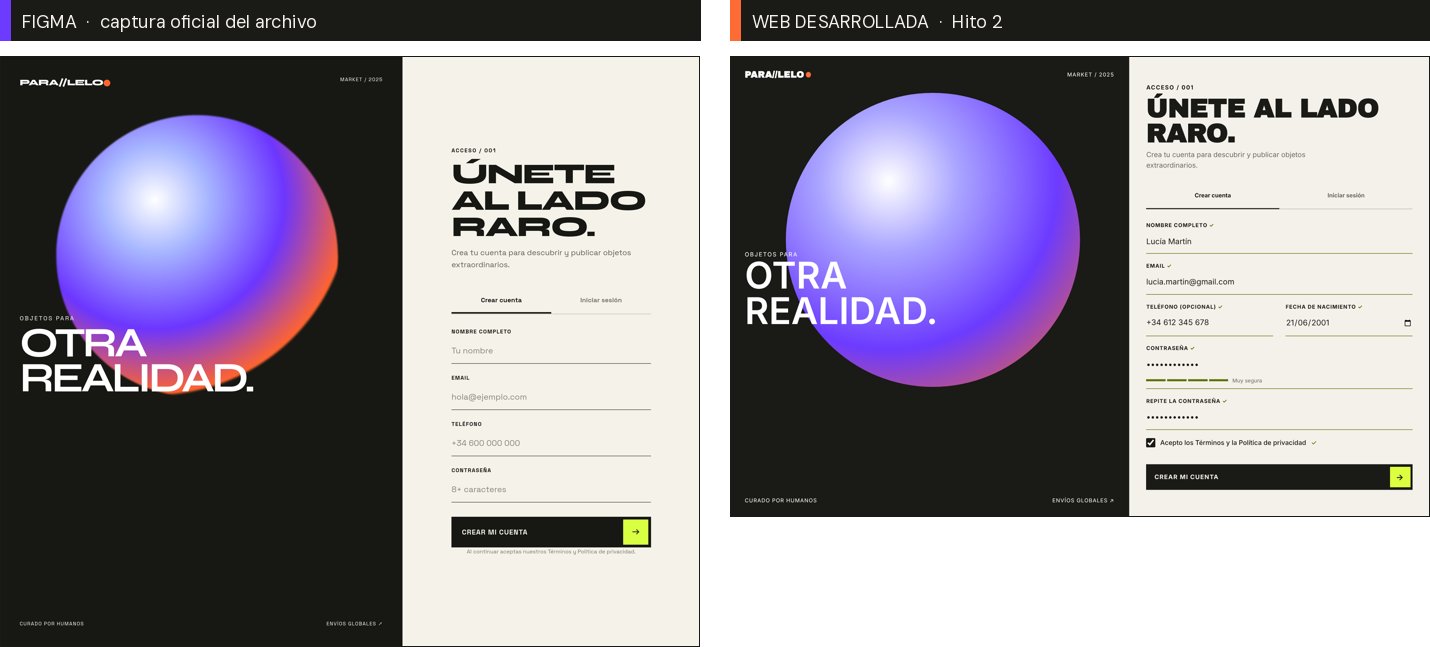 FIGMA · captura oficial del archivo
PARA//LELO
MARKET / 2025
OBJETOS PARA
OTRA
REALIDAD.
CURADO POR HUMANOS
ENVÍOS GLOBALES ↗
ACCESO / 001
ÚNETE
AL LADO
RARO.
Crea tu cuenta para descubrir y publicar objetos
extraordinarios.
Crear cuenta
Iniciar sesión
NOMBRE COMPLETO
Tu nombre
EMAIL
hola@ejemplo.com
TELÉFONO
+34 600 000 000
CONTRASEÑA
8+ caracteres
CREAR MI CUENTA →
Al continuar aceptas nuestros Términos y Política de privacidad.
WEB DESARROLLADA · Hito 2
PARA//LELO
MARKET / 2025
OBJETOS PARA
OTRA
REALIDAD.
CURADO POR HUMANOS
ENVÍOS GLOBALES ↗
ACCESO / 001
ÚNETE AL LADO
RARO.
Crea tu cuenta para descubrir y publicar objetos
extraordinarios.
Crear cuenta
Iniciar sesión
NOMBRE COMPLETO ✓
Lucía Martín
EMAIL ✓
lucia.martin@gmail.com
TELÉFONO (OPCIONAL) ✓
+34 612 345 678
FECHA DE NACIMIENTO ✓
21/06/2001
CONTRASEÑA ✓
••••••••••••
Muy segura
REPITE LA CONTRASEÑA ✓
••••••••••••
Acepto los Términos y la Política de privacidad ✓
CREAR MI CUENTA →